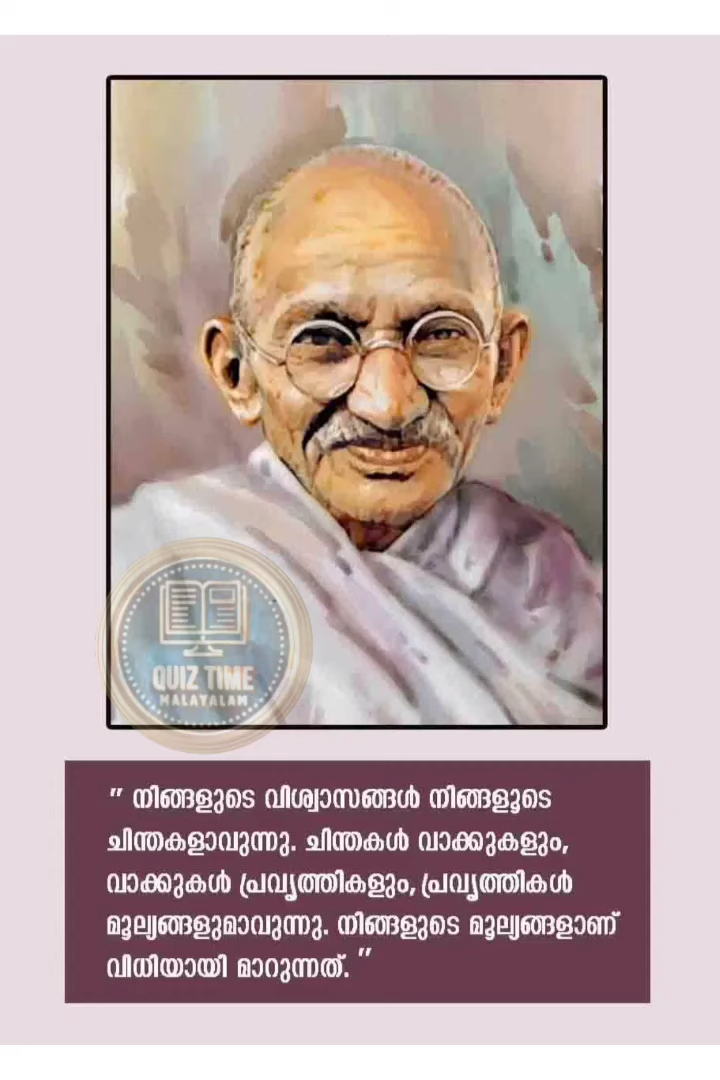 QUIZ TIME
MALAYALAM
" നിങ്ങളുടെ വിശ്വാസങ്ങൾ നിങ്ങളൂടെ
ചിന്തകളാവുന്നു. ചിന്തകൾ വാക്കുകളും,
വാക്കുകൾ പ്രവൃത്തികളും, പ്രവൃത്തികൾ
മൂല്യങ്ങളുമാവുന്നു. നിങ്ങളുടെ മൂല്യങ്ങളാണ്
വിധിയായി മാറുന്നത്. "